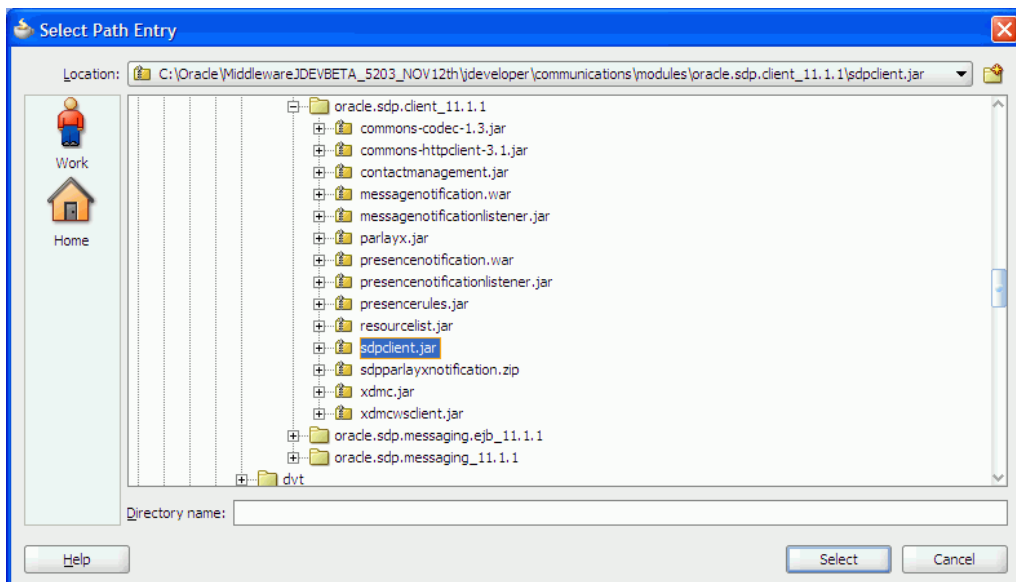 Select Path Entry
Location: C:\Oracle\MiddlewareJDEVBETA_5203_NOV12th\jdeveloper\communications\modules\oracle.sdp.client_11.1.1\sdpclient.jar
Work
Home
oracle.sdp.client_11.1.1
commons-codec-1.3.jar
commons-httpclient-3.1.jar
contactmanagement.jar
messagenotification.war
messagenotificationlistener.jar
parlayx.jar
presencenotification.war
presencenotificationlistener.jar
presencerules.jar
resourcelist.jar
sdpclient.jar
sdpparlayxnotification.zip
xdmc.jar
xdmcwsclient.jar
oracle.sdp.messaging.ejb_11.1.1
oracle.sdp.messaging_11.1.1
dvt
Directory name:
Help Select Cancel